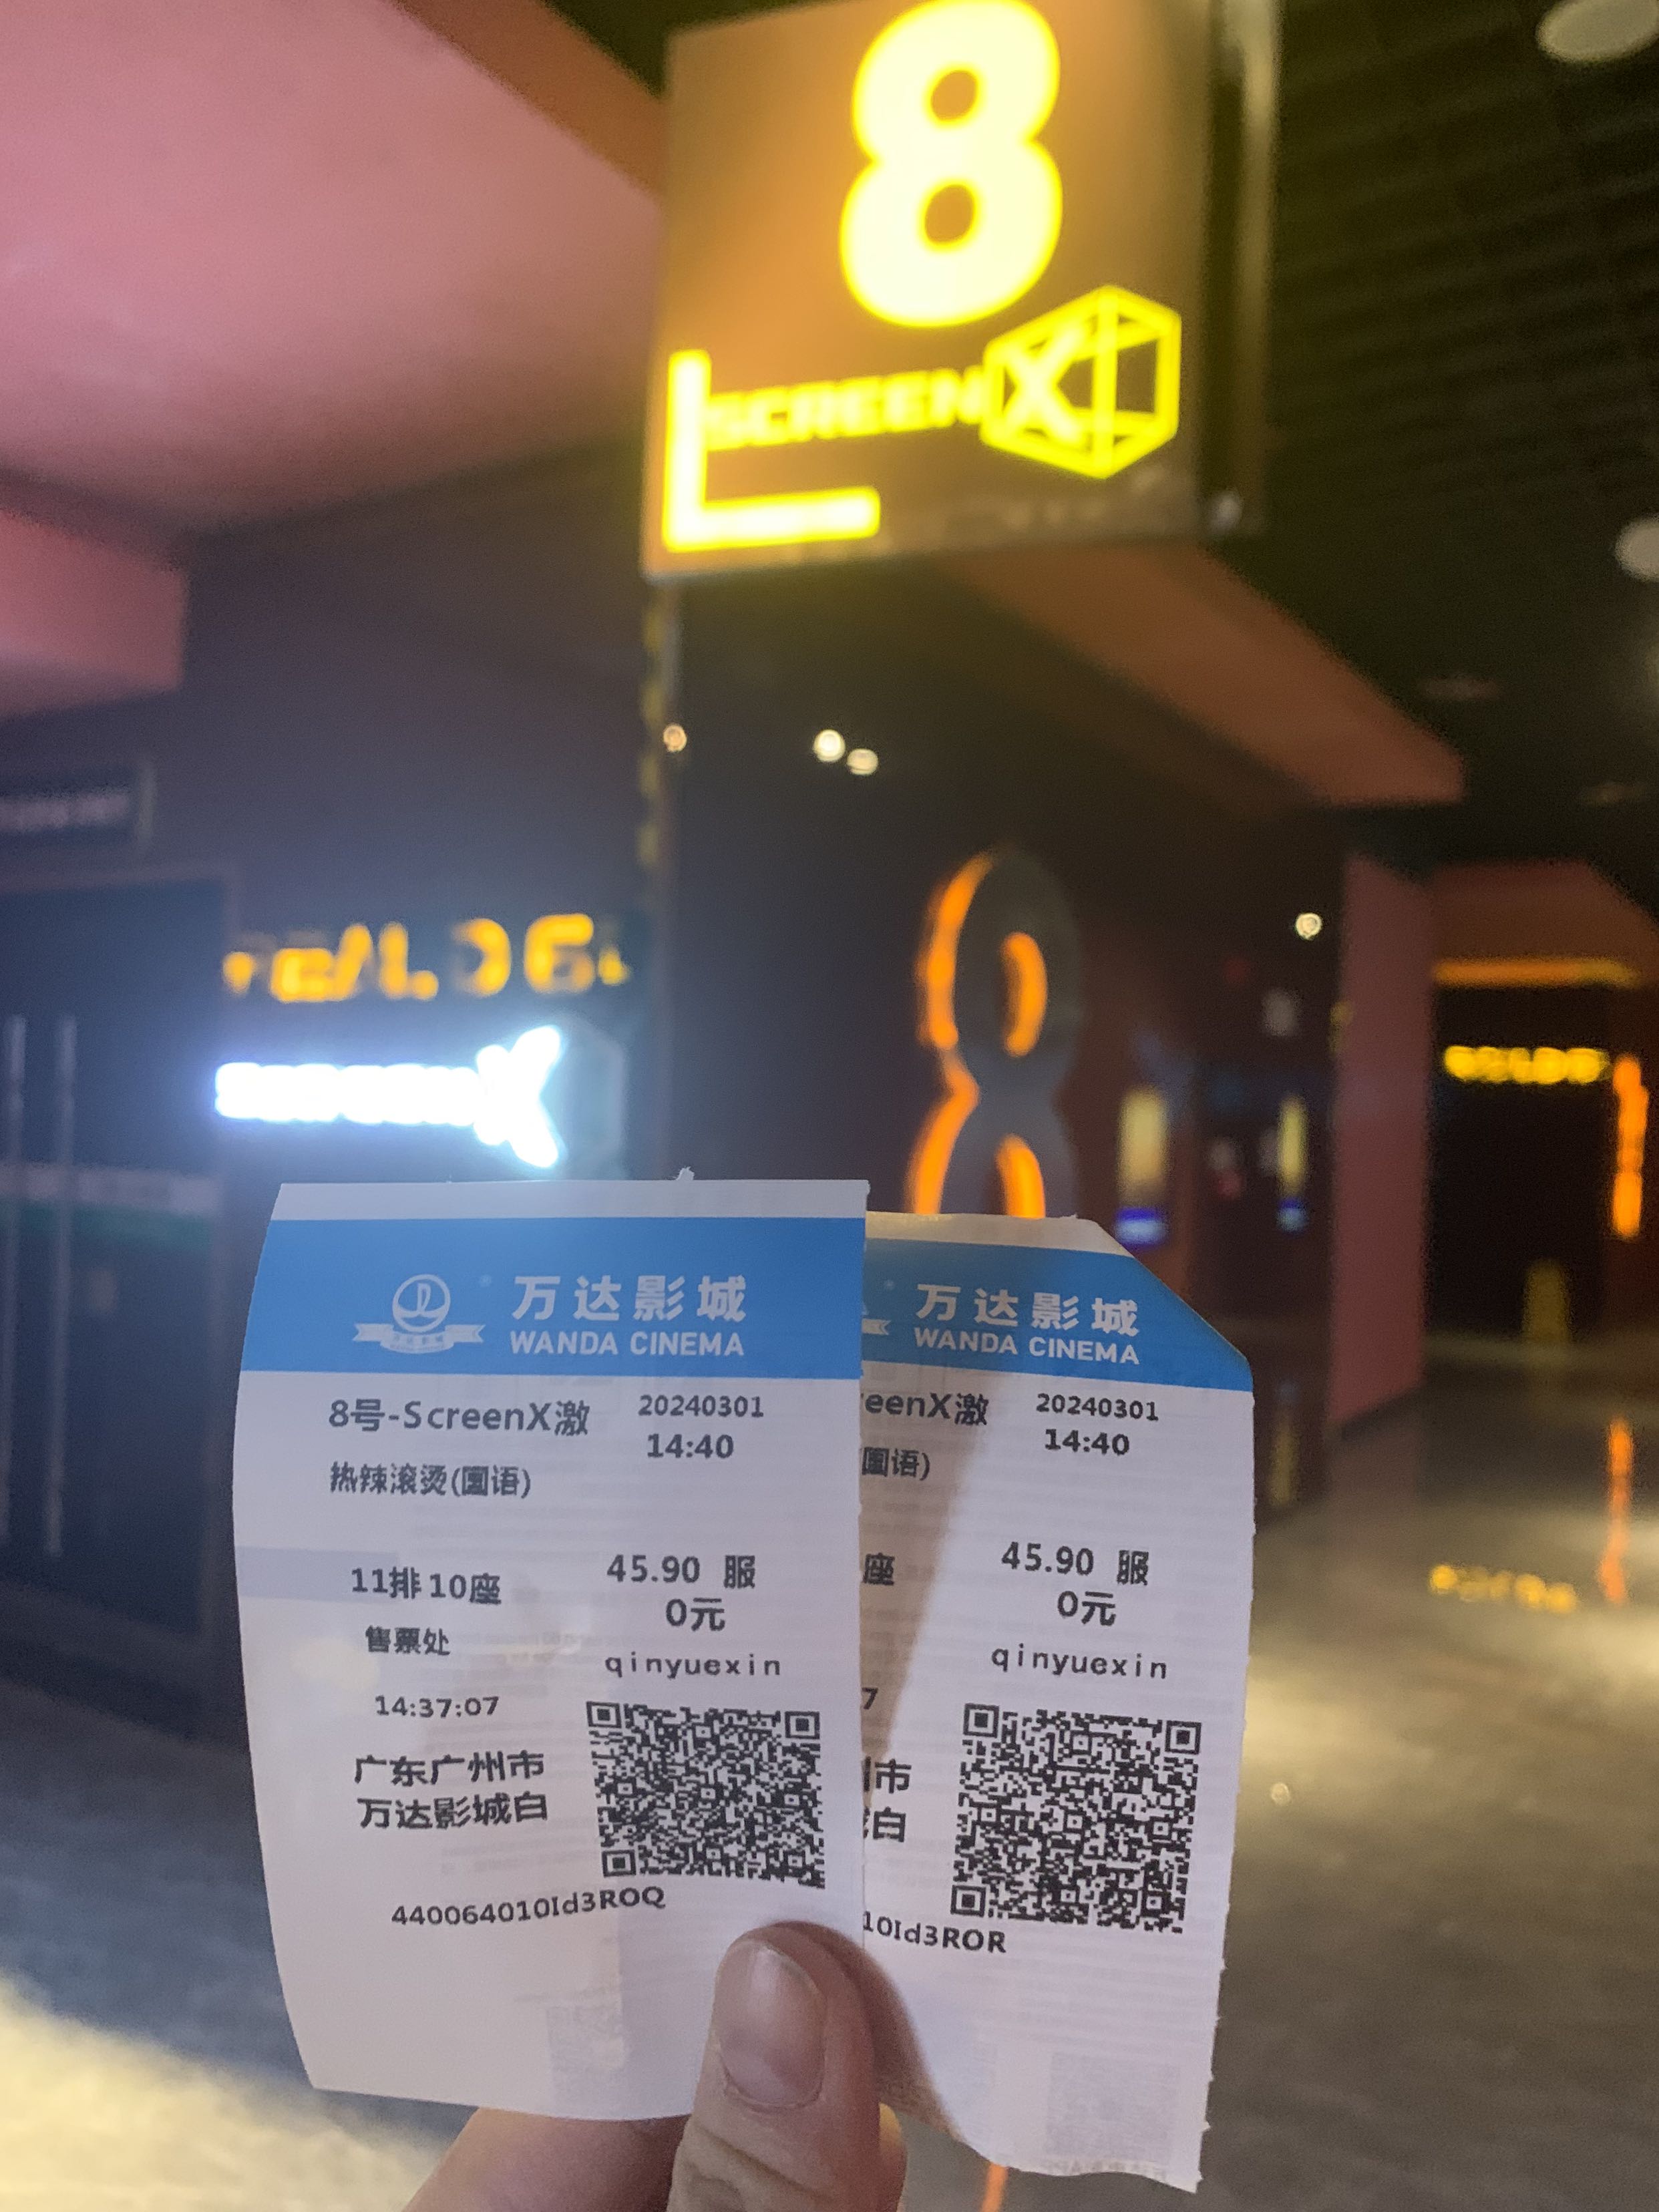 8
SCREENX
万达影城
WANDA CINEMA
8号-ScreenX激
20240301
14:40
热辣滚烫(国语)
11排10座
45.90 服
0元
售票处
qinyuexin
14:37:07
广东广州市
万达影城白
440064010Id3ROQ
万达影城
WANDA CINEMA
eenX激
20240301
14:40
国语)
座
45.90 服
0元
qinyuexin
7
市
白
10Id3ROR